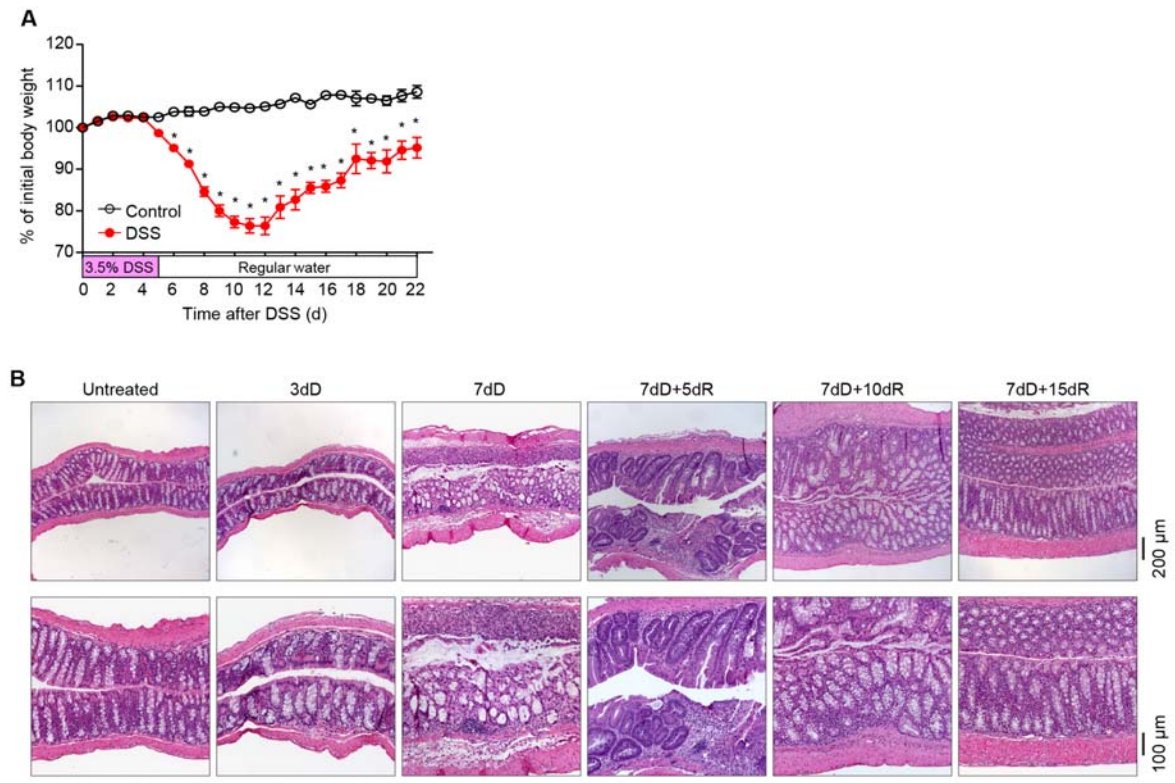 A
% of initial body weight
120
110
100
90
80
70
* * * * * * * * * * * * * * * * *
Control
DSS
3.5% DSS
Regular water
0 2 4 6 8 10 12 14 16 18 20 22
Time after DSS (d)
B
Untreated 3dD 7dD 7dD+5dR 7dD+10dR 7dD+15dR
200 µm
100 µm